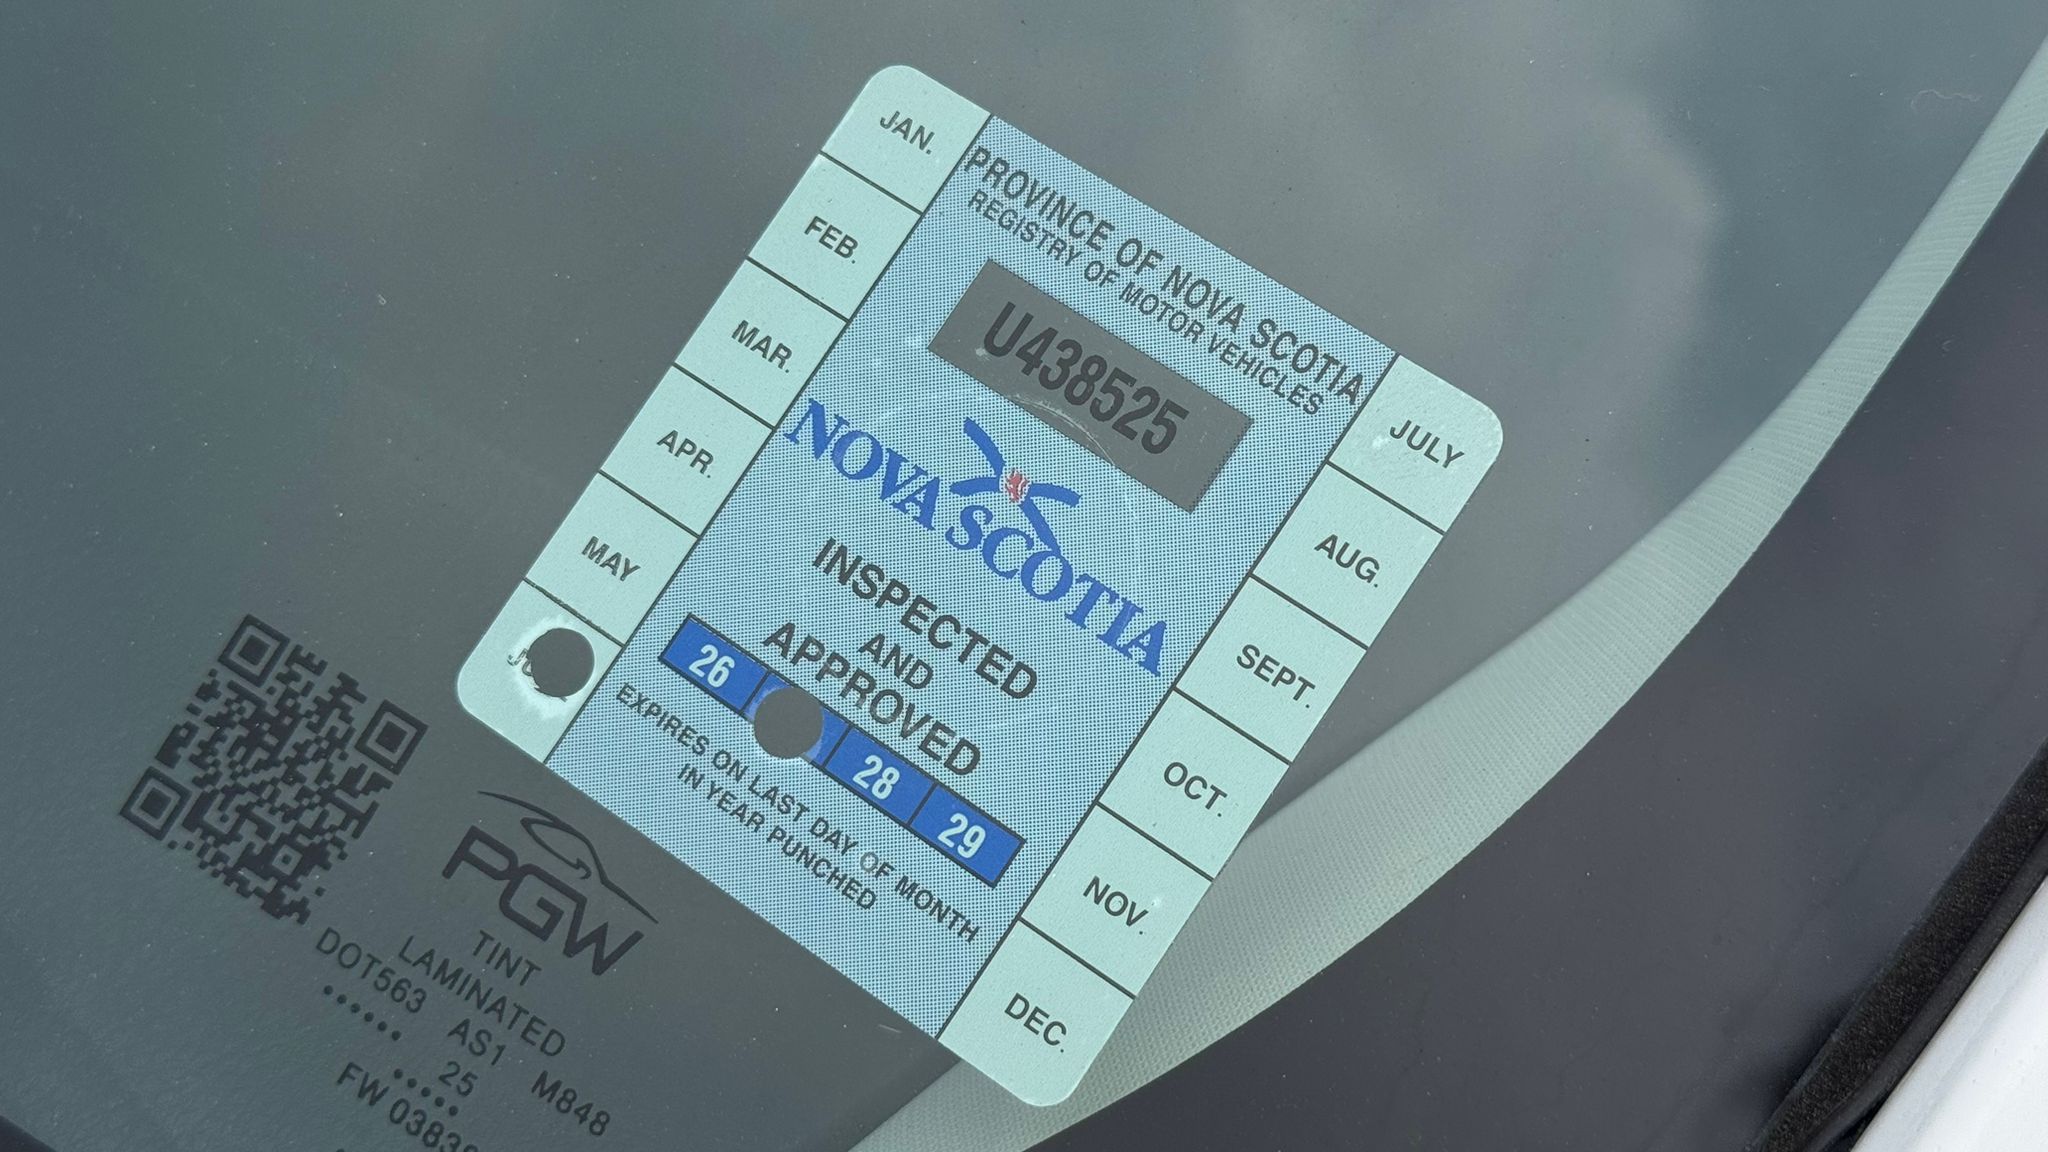 JAN.
FEB.
MAR.
APR.
MAY
PROVINCE OF NOVA SCOTIA
REGISTRY OF MOTOR VEHICLES
U438525
NOVA SCOTIA
INSPECTED
AND
APPROVED
26 28 29
EXPIRES ON LAST DAY OF MONTH
IN YEAR PUNCHED
JULY
AUG.
SEPT.
OCT.
NOV.
DEC.
PGW
TINT
LAMINATED
DOT563 AS1 M848
25
FW